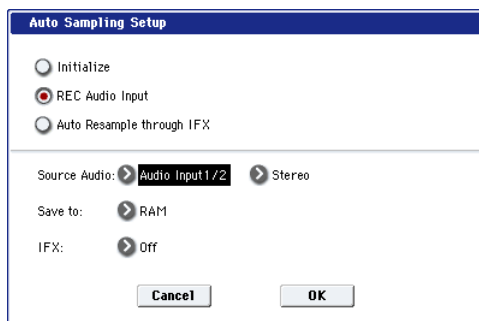 Auto Sampling Setup
Initialize
REC Audio Input
Auto Resample through IFX
Source Audio: Audio Input1/2 Stereo
Save to: RAM
IFX: Off
Cancel OK